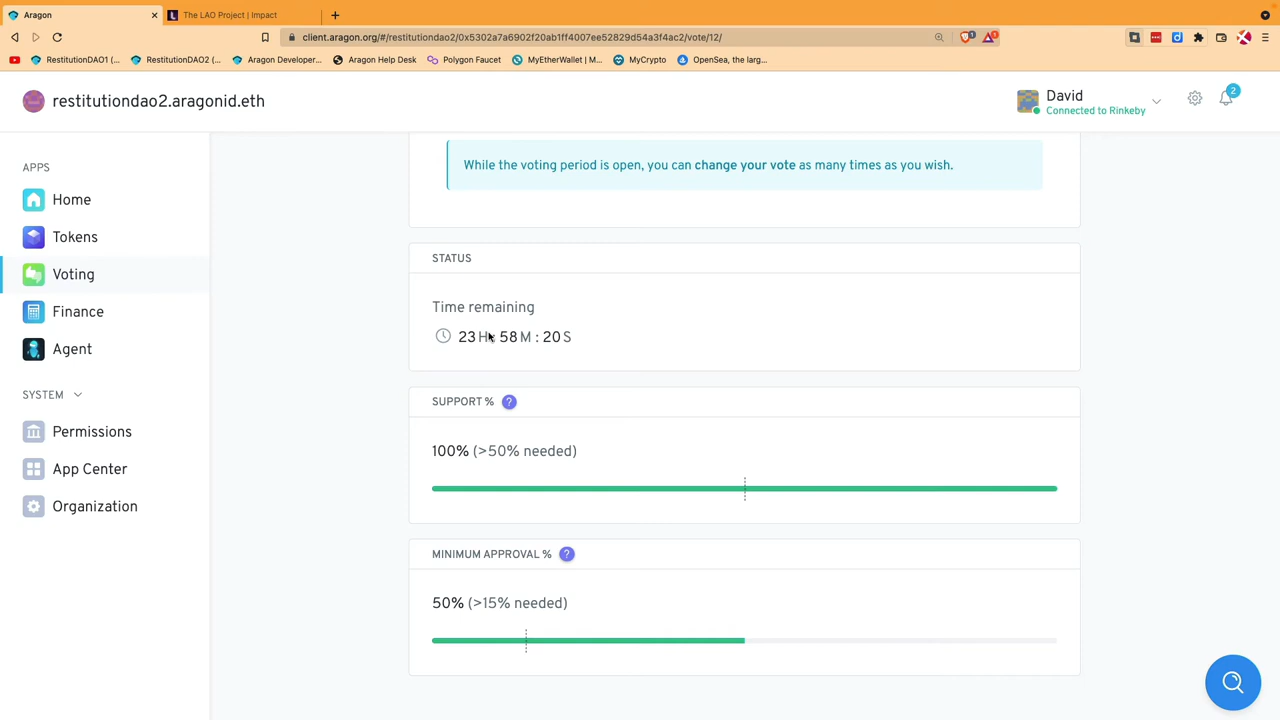 Aragon
The LAO Project | Impact
client.aragon.org/#/restitutiondao2/0x5302a7a6902f20ab1ff4007ee52829d54a3f4ac2/vote/12/
RestitutionDAO1 (... RestitutionDAO2 (... Aragon Developer... Aragon Help Desk Polygon Faucet MyEtherWallet | M... MyCrypto OpenSea, the larg...
restitutiondao2.aragonid.eth
David
Connected to Rinkeby
2
APPS
Home
Tokens
Voting
Finance
Agent
SYSTEM
Permissions
App Center
Organization
While the voting period is open, you can change your vote as many times as you wish.
STATUS
Time remaining
23 H : 58 M : 20 S
SUPPORT % ?
100% (>50% needed)
MINIMUM APPROVAL % ?
50% (>15% needed)